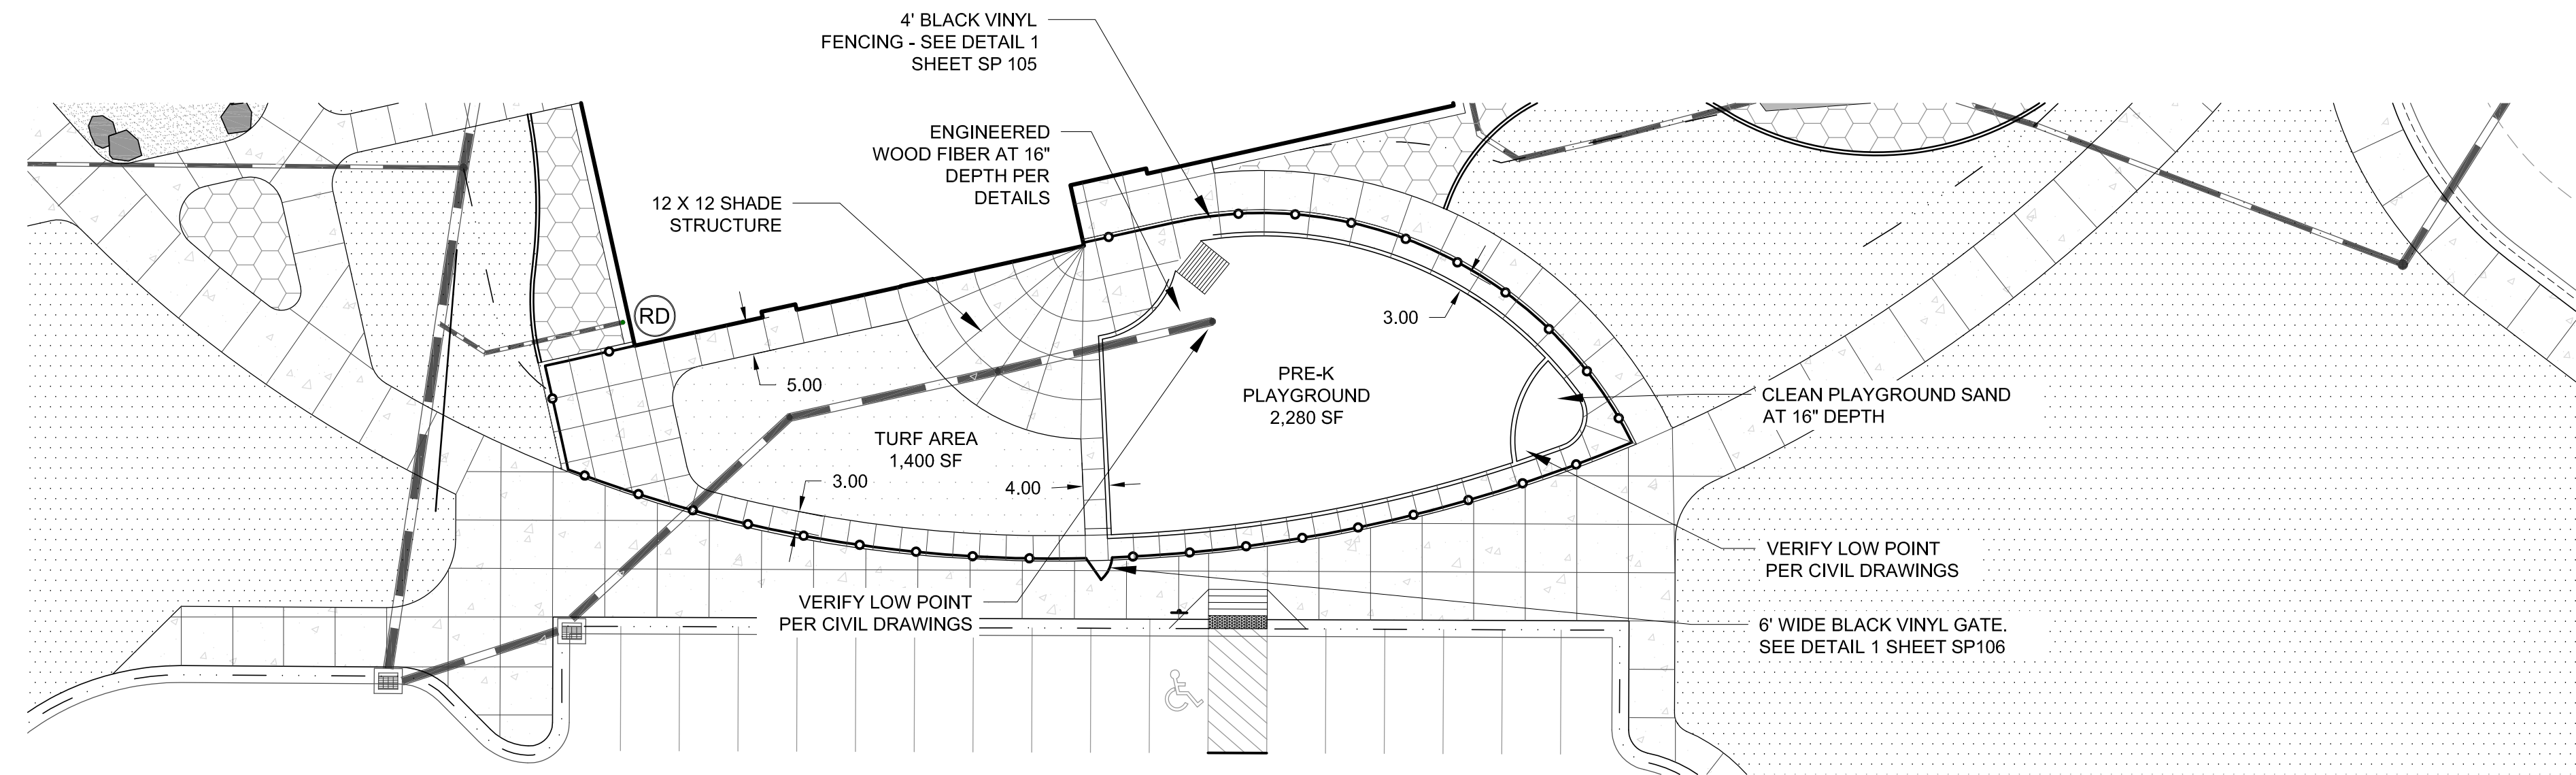 4' BLACK VINYL
FENCING - SEE DETAIL 1
SHEET SP 105
ENGINEERED
WOOD FIBER AT 16"
DEPTH PER
DETAILS
12 X 12 SHADE
STRUCTURE
RD
3.00
5.00
PRE-K
PLAYGROUND
2,280 SF
CLEAN PLAYGROUND SAND
AT 16" DEPTH
TURF AREA
1,400 SF
3.00
4.00
VERIFY LOW POINT
PER CIVIL DRAWINGS
VERIFY LOW POINT
PER CIVIL DRAWINGS
6' WIDE BLACK VINYL GATE.
SEE DETAIL 1 SHEET SP106